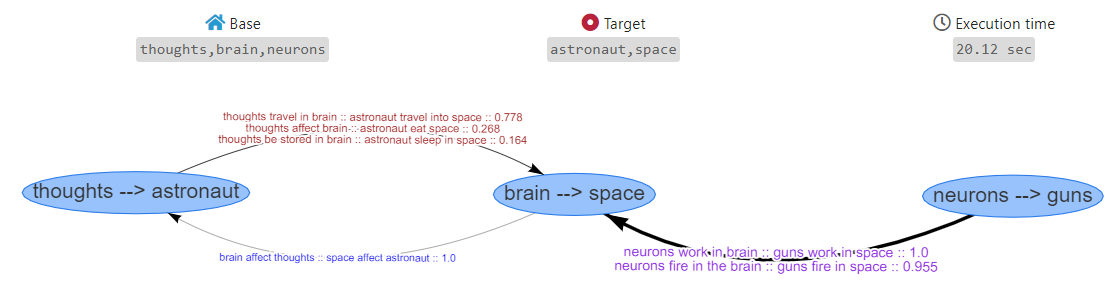 Base
Target
Execution time
thoughts,brain,neurons
astronaut,space
20.12 sec
thoughts travel in brain :: astronaut travel into space :: 0.778
thoughts affect brain :: astronaut eat space :: 0.268
thoughts be stored in brain :: astronaut sleep in space :: 0.164
thoughts --> astronaut
brain --> space
neurons --> guns
brain affect thoughts :: space affect astronaut :: 1.0
neurons work in brain :: guns work in space :: 1.0
neurons fire in the brain :: guns fire in space :: 0.955